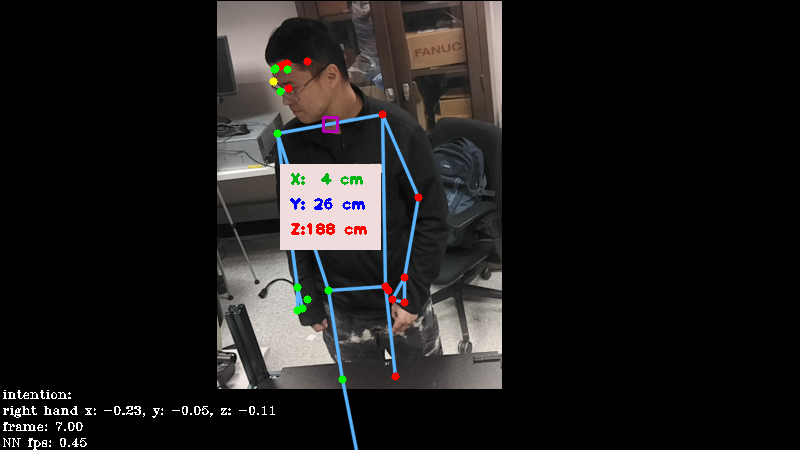 FANUC
X: 4 cm
Y: 26 cm
Z:188 cm
intention:
right hand x: −0.23, y: −0.05, z: −0.11
frame: 7.00
NN fps: 0.45